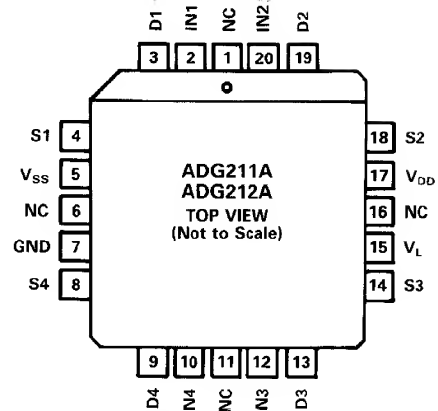 D1 IN1 NC IN2 D2
3 2 1 20 19
S1 4
18 S2
VSS 5
17 VDD
NC 6
16 NC
GND 7
15 VL
S4 8
14 S3
ADG211A
ADG212A
TOP VIEW
(Not to Scale)
9 10 11 12 13
D4 N4 NC N3 D3